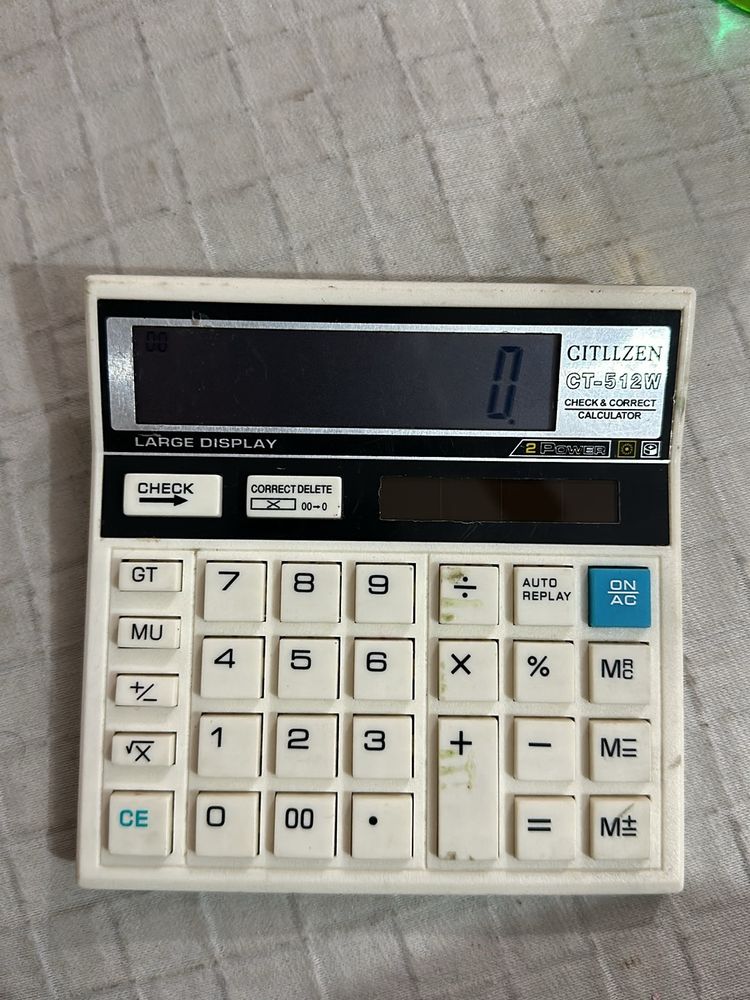 00
0.
CITLLZEN
CT-512W
CHECK & CORRECT
CALCULATOR
LARGE DISPLAY
2 POWER
CHECK
CORRECT DELETE
00→0
GT
7
8
9
÷
AUTO
REPLAY
ON
AC
MU
4
5
6
×
%
MRC
+/−
1
2
3
+
−
M=
√X
CE
0
00
.
=
M±